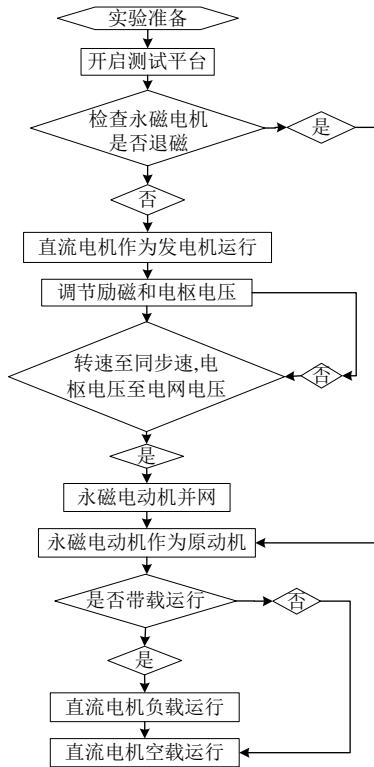 实验准备
开启测试平台
检查永磁电机
是否退磁
是
否
直流电机作为发电机运行
调节励磁和电枢电压
转速至同步速,电
枢电压至电网电压
否
是
永磁电动机并网
永磁电动机作为原动机
是否带载运行
否
是
直流电机负载运行
直流电机空载运行